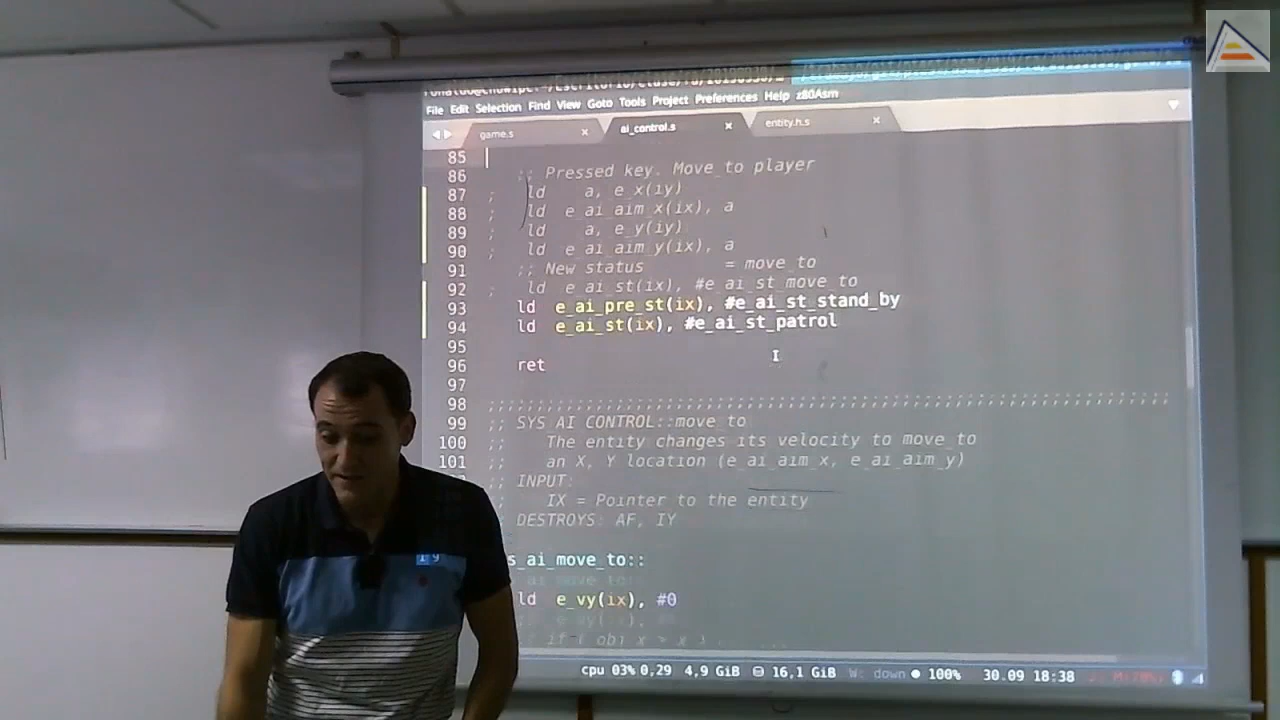 File Edit Selection Find View Goto Tools Project Preferences Help z80Asm
game.s ai_control.s entity.h.s
85
86 ;; Pressed key. Move_to player
87 ; ld a, e_x(iy)
88 ; ld e_ai_aim_x(ix), a
89 ; ld a, e_y(iy)
90 ; ld e_ai_aim_y(ix), a
91 ;; New status = move_to
92 ; ld e_ai_st(ix), #e_ai_st_move_to
93 ld e_ai_pre_st(ix), #e_ai_st_stand_by
94 ld e_ai_st(ix), #e_ai_st_patrol
95
96 ret
97
98 ;;;;;;;;;;;;;;;;;;;;;;;;;;;;;;;;;;;;;;;;;;;;;;;;;;;;;;;;;;;;;;;;;;;;;;
99 ;; SYS_AI_CONTROL::move_to
100 ;; The entity changes its velocity to move_to
101 ;; an X, Y location (e_ai_aim_x, e_ai_aim_y)
;; INPUT:
IX = Pointer to the entity
DESTROYS: AF, IY
s_ai_move_to::
ld e_vy(ix), #0
cpu 03% 0,29 4,9 GiB 16,1 GiB W: down 100% 30.09 18:38